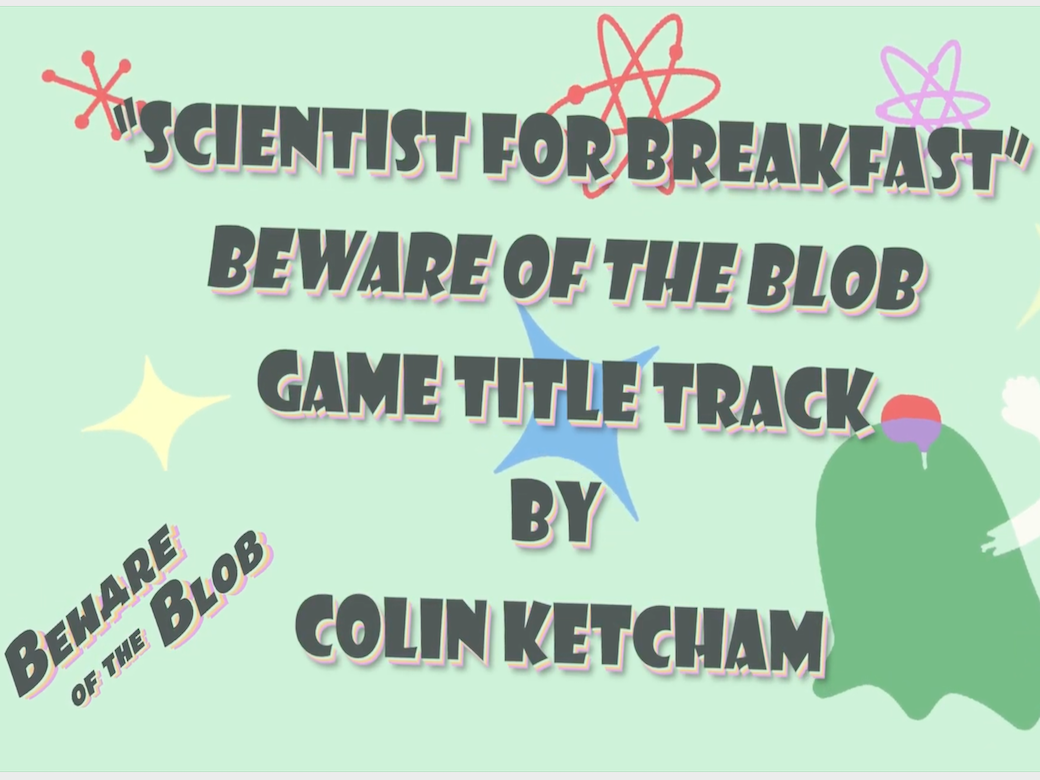 "SCIENTIST FOR BREAKFAST"
BEWARE OF THE BLOB
GAME TITLE TRACK
BY
COLIN KETCHAM
BEWARE
OF THE BLOB